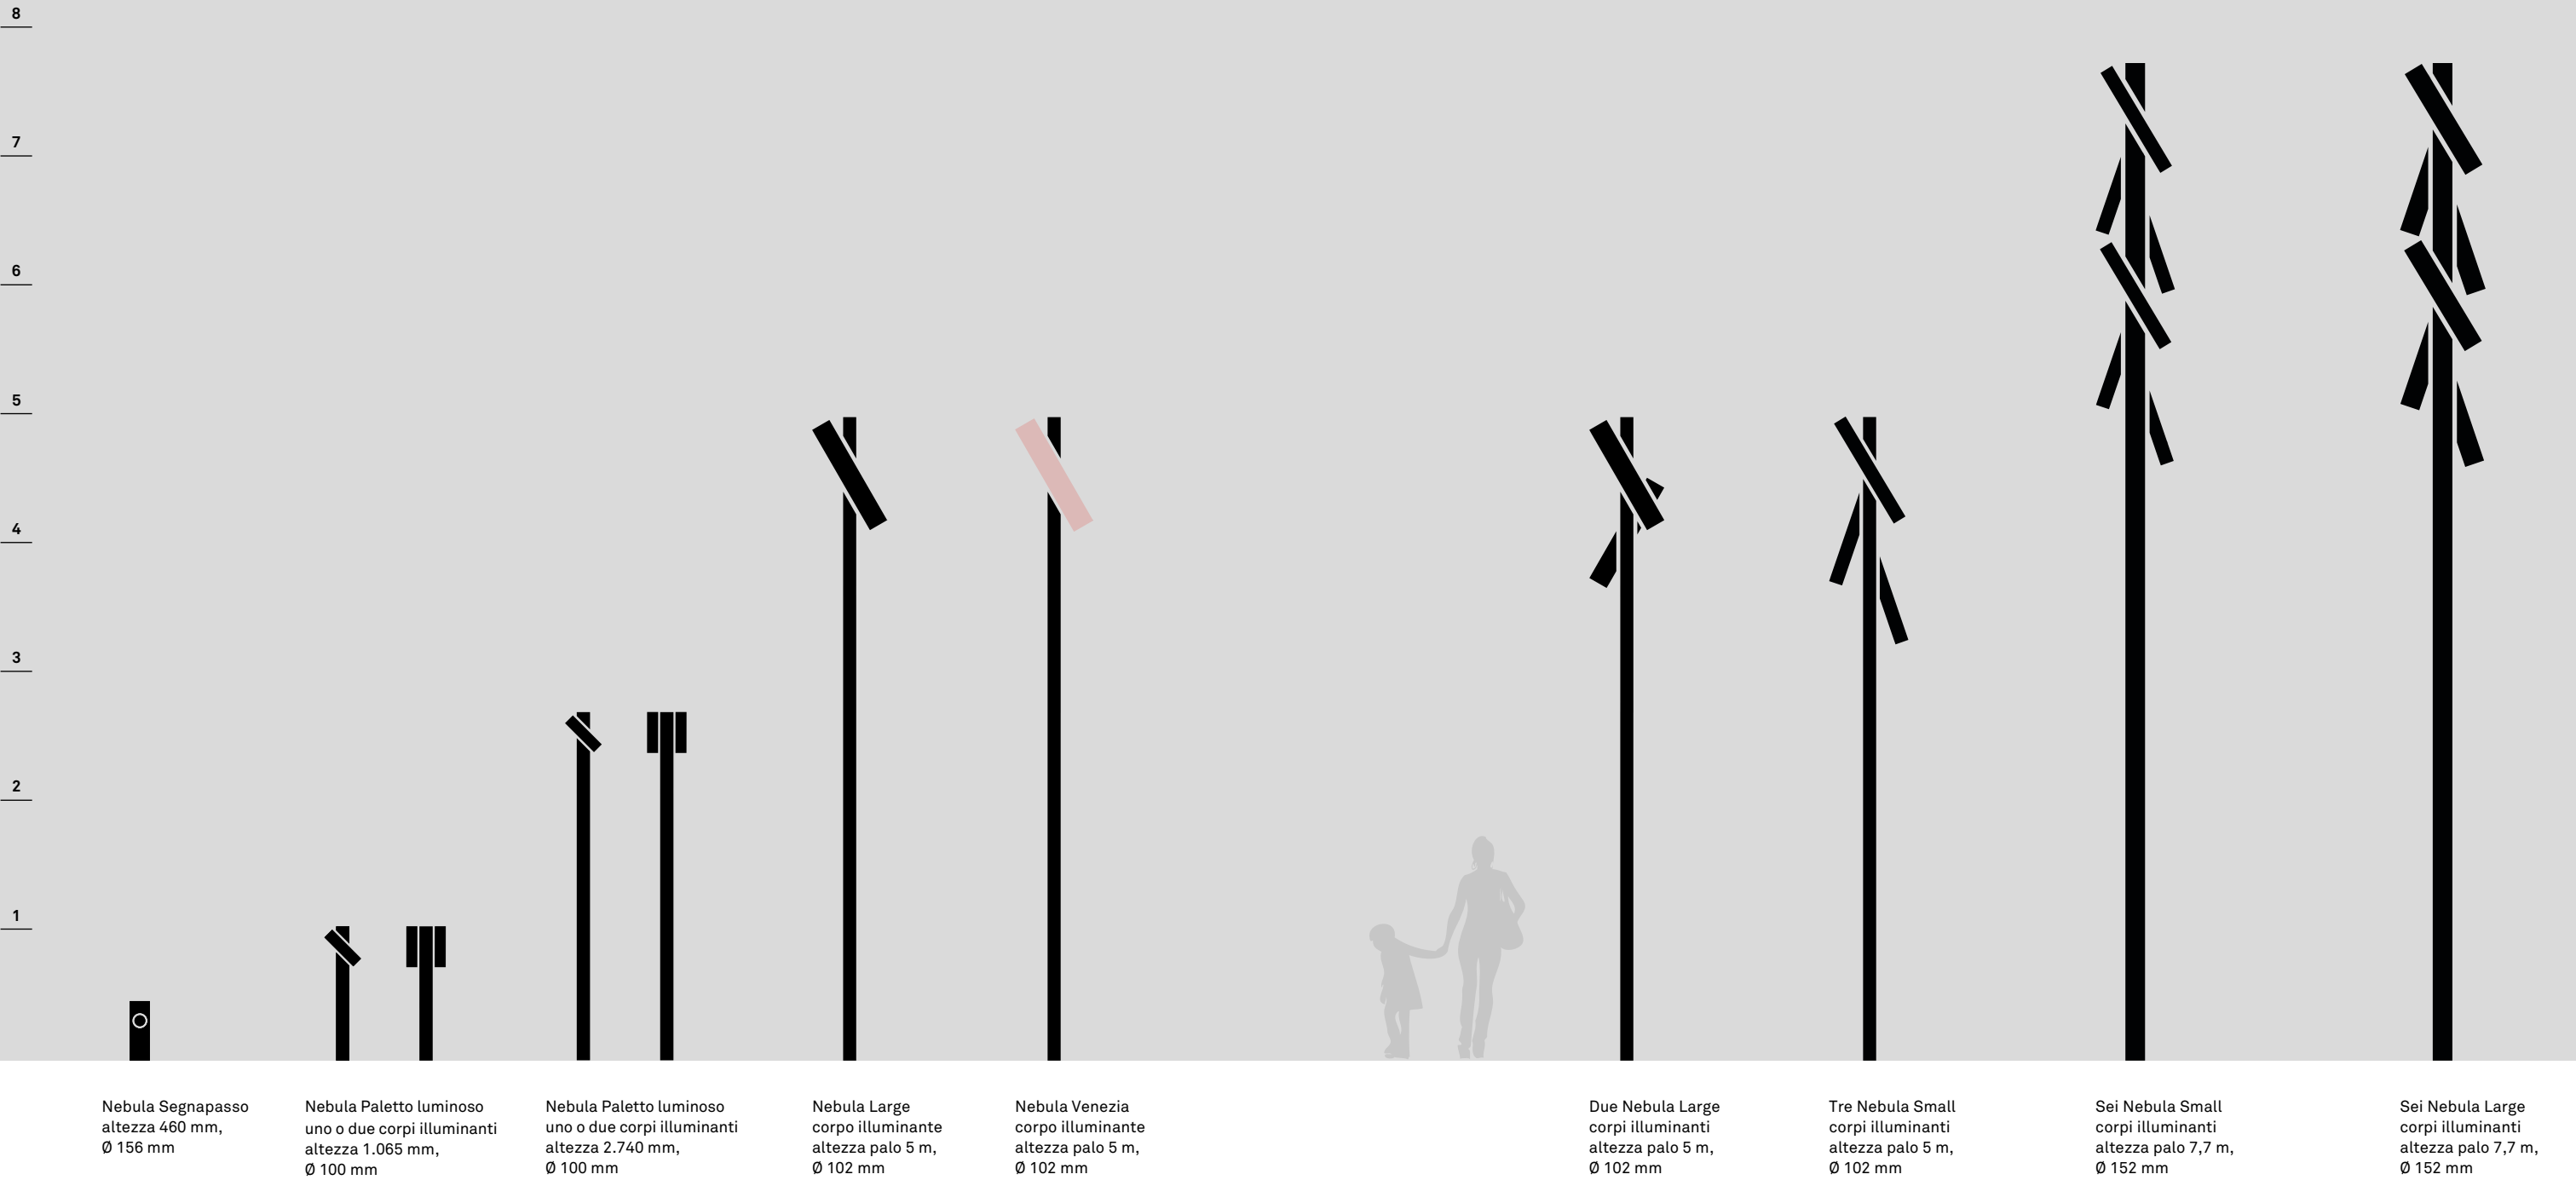 8
7
6
5
4
3
2
1
Nebula Segnapasso
altezza 460 mm,
Ø 156 mm
Nebula Paletto luminoso
uno o due corpi illuminanti
altezza 1.065 mm,
Ø 100 mm
Nebula Paletto luminoso
uno o due corpi illuminanti
altezza 2.740 mm,
Ø 100 mm
Nebula Large
corpo illuminante
altezza palo 5 m,
Ø 102 mm
Nebula Venezia
corpo illuminante
altezza palo 5 m,
Ø 102 mm
Due Nebula Large
corpi illuminanti
altezza palo 5 m,
Ø 102 mm
Tre Nebula Small
corpi illuminanti
altezza palo 5 m,
Ø 102 mm
Sei Nebula Small
corpi illuminanti
altezza palo 7,7 m,
Ø 152 mm
Sei Nebula Large
corpi illuminanti
altezza palo 7,7 m,
Ø 152 mm